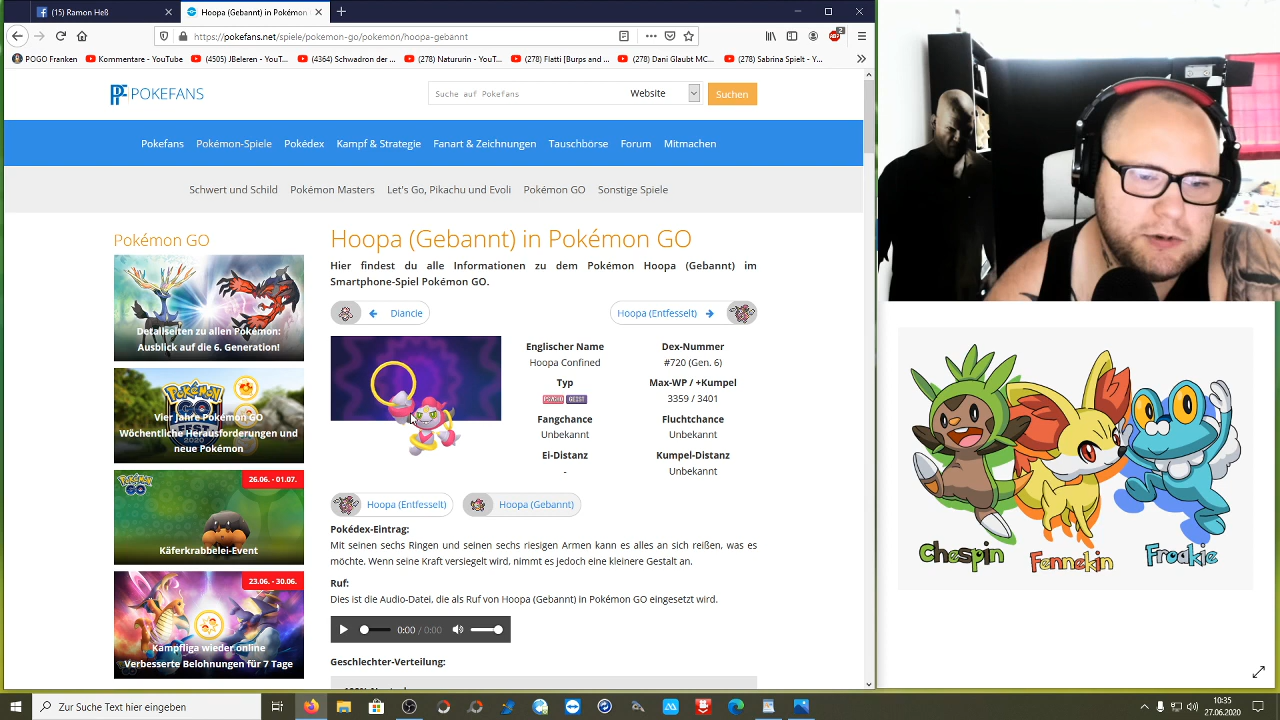 (15) Ramon Heß
Hoopa (Gebannt) in Pokémon
https://pokefans.net/spiele/pokemon-go/pokemon/hoopa-gebannt
POGO Franken
Kommentare - YouTube
(4505) JBeleren - YouT...
(4364) Schwadron der ...
(278) Natururin - YouT...
(278) Flatti [Burps and ...
(278) Dani Glaubt MC...
(278) Sabrina Spielt - Y...
POKEFANS
Suche auf Pokefans
Website
Suchen
Pokefans Pokémon-Spiele Pokédex Kampf & Strategie Fanart & Zeichnungen Tauschbörse Forum Mitmachen
Schwert und Schild Pokémon Masters Let's Go, Pikachu und Evoli Pokémon GO Sonstige Spiele
Pokémon GO
Detailseiten zu allen Pokémon:
Ausblick auf die 6. Generation!
Vier Jahre Pokémon GO
Wöchentliche Herausforderungen und
neue Pokémon
26.06. - 01.07.
Käferkrabbelei-Event
23.06. - 30.06.
Kampfliga wieder online
Verbesserte Belohnungen für 7 Tage
Hoopa (Gebannt) in Pokémon GO
Hier findest du alle Informationen zu dem Pokémon Hoopa (Gebannt) im
Smartphone-Spiel Pokémon GO.
Diancie
Hoopa (Entfesselt)
Englischer Name
Hoopa Confined
Dex-Nummer
#720 (Gen. 6)
Typ
PSYCHO GEIST
Max-WP / +Kumpel
3359 / 3401
Fangchance
Unbekannt
Fluchtchance
Unbekannt
Ei-Distanz
-
Kumpel-Distanz
Unbekannt
Hoopa (Entfesselt)
Hoopa (Gebannt)
Pokédex-Eintrag:
Mit seinen sechs Ringen und seinen sechs riesigen Armen kann es alles an sich reißen, was es
möchte. Wenn seine Kraft versiegelt wird, nimmt es jedoch eine kleinere Gestalt an.
Ruf:
Dies ist die Audio-Datei, die als Ruf von Hoopa (Gebannt) in Pokémon GO eingesetzt wird.
0:00 / 0:00
Geschlechter-Verteilung:
Chespin
Fennekin
Froakie
Zur Suche Text hier eingeben
10:35
27.06.2020